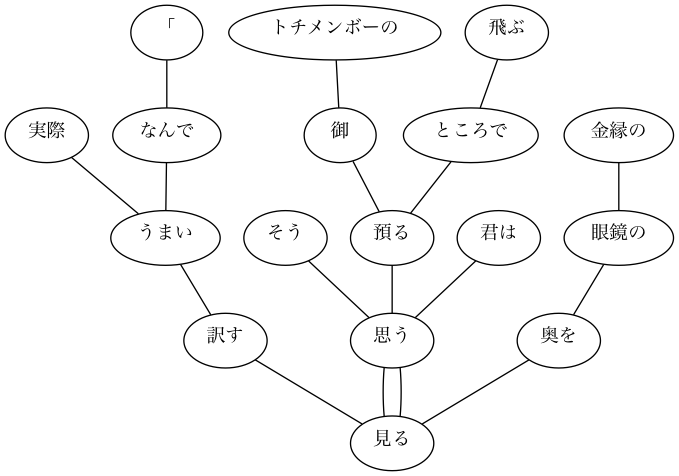 「
トチメンボーの
飛ぶ
実際
なんで
御
ところで
金縁の
うまい
そう
預る
君は
眼鏡の
訳す
思う
奥を
見る